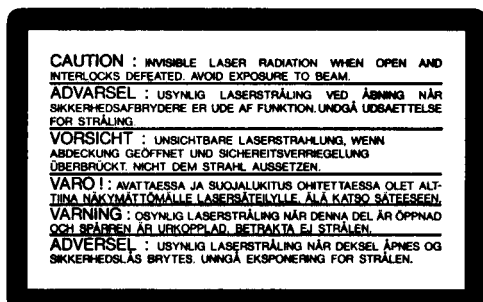 CAUTION : INVISIBLE LASER RADIATION WHEN OPEN AND
INTERLOCKS DEFEATED. AVOID EXPOSURE TO BEAM.
ADVARSEL : USYNLIG LASERSTRÅLING VED ÅBNING NÅR
SIKKERHEDSAFBRYDERE ER UDE AF FUNKTION. UNDGÅ UDSAETTELSE
FOR STRÅLING.
VORSICHT : UNSICHTBARE LASERSTRAHLUNG, WENN
ABDECKUNG GEÖFFNET UND SICHEREITSVERRIEGELUNG
ÜBERBRÜCKT. NICHT DEM STRAHL AUSSETZEN.
VARO! : AVATTAESSA JA SUOJALUKITUS OHITETTAESSA OLET ALT-
TIINA NÄKYMÄTTÖMÄLLE LASERSÄTEILYLLE. ÄLÄ KATSO SÄTEESEEN.
VARNING : OSYNLIG LASERSTRÅLING NÄR DENNA DEL ÄR ÖPPNAD
OCH SPÄRREN ÄR URKOPPLAD. BETRAKTA EJ STRÅLEN.
ADVERSEL : USYNLIG LASERSTRÅLING NÅR DEKSEL ÅPNES OG
SIKKERHEDSLÅS BRYTES. UNNGÅ EKSPONERING FOR STRÅLEN.